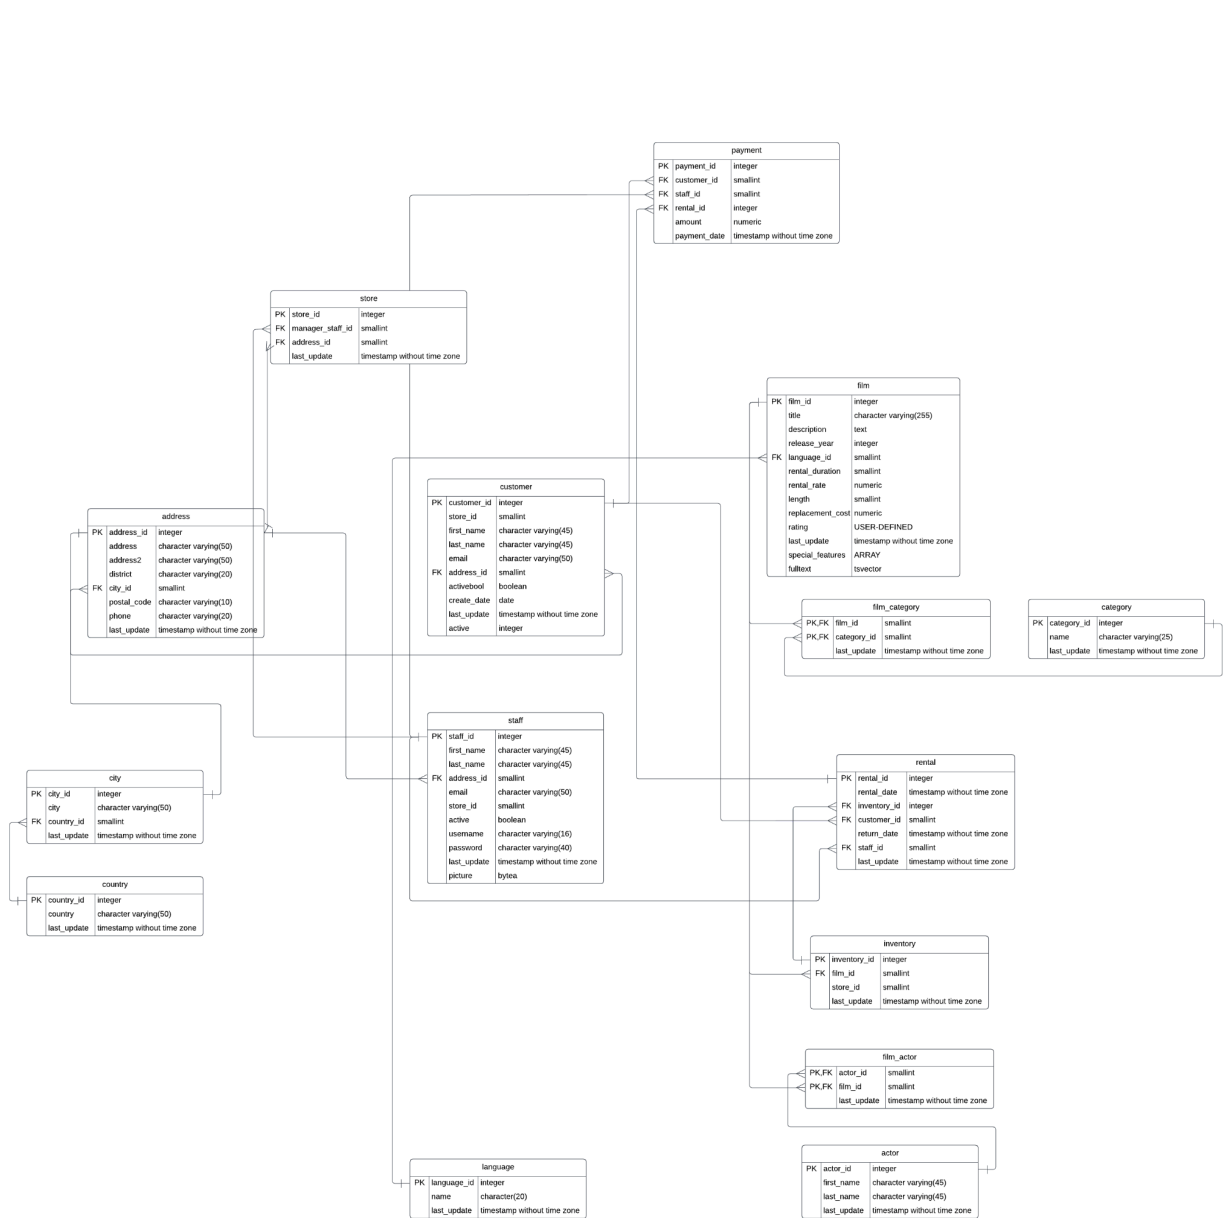 payment
PK payment_id integer
FK customer_id smallint
FK staff_id smallint
FK rental_id integer
amount numeric
payment_date timestamp without time zone
store
PK store_id integer
FK manager_staff_id smallint
FK address_id smallint
last_update timestamp without time zone
film
PK film_id integer
title character varying(255)
description text
release_year integer
FK language_id smallint
rental_duration smallint
rental_rate numeric
length smallint
replacement_cost numeric
rating USER-DEFINED
last_update timestamp without time zone
special_features ARRAY
fulltext tsvector
customer
PK customer_id integer
store_id smallint
first_name character varying(45)
last_name character varying(45)
email character varying(50)
FK address_id smallint
activebool boolean
create_date date
last_update timestamp without time zone
active integer
address
PK address_id integer
address character varying(50)
address2 character varying(50)
district character varying(20)
FK city_id smallint
postal_code character varying(10)
phone character varying(20)
last_update timestamp without time zone
film_category
PK,FK film_id smallint
PK,FK category_id smallint
last_update timestamp without time zone
category
PK category_id integer
name character varying(25)
last_update timestamp without time zone
staff
PK staff_id integer
first_name character varying(45)
last_name character varying(45)
FK address_id smallint
email character varying(50)
store_id smallint
active boolean
username character varying(16)
password character varying(40)
last_update timestamp without time zone
picture bytea
rental
PK rental_id integer
rental_date timestamp without time zone
FK inventory_id integer
FK customer_id smallint
return_date timestamp without time zone
FK staff_id smallint
last_update timestamp without time zone
city
PK city_id integer
city character varying(50)
FK country_id smallint
last_update timestamp without time zone
country
PK country_id integer
country character varying(50)
last_update timestamp without time zone
inventory
PK inventory_id integer
FK film_id smallint
store_id smallint
last_update timestamp without time zone
film_actor
PK,FK actor_id smallint
PK,FK film_id smallint
last_update timestamp without time zone
actor
PK actor_id integer
first_name character varying(45)
last_name character varying(45)
last_update timestamp without time zone
language
PK language_id integer
name character(20)
last_update timestamp without time zone